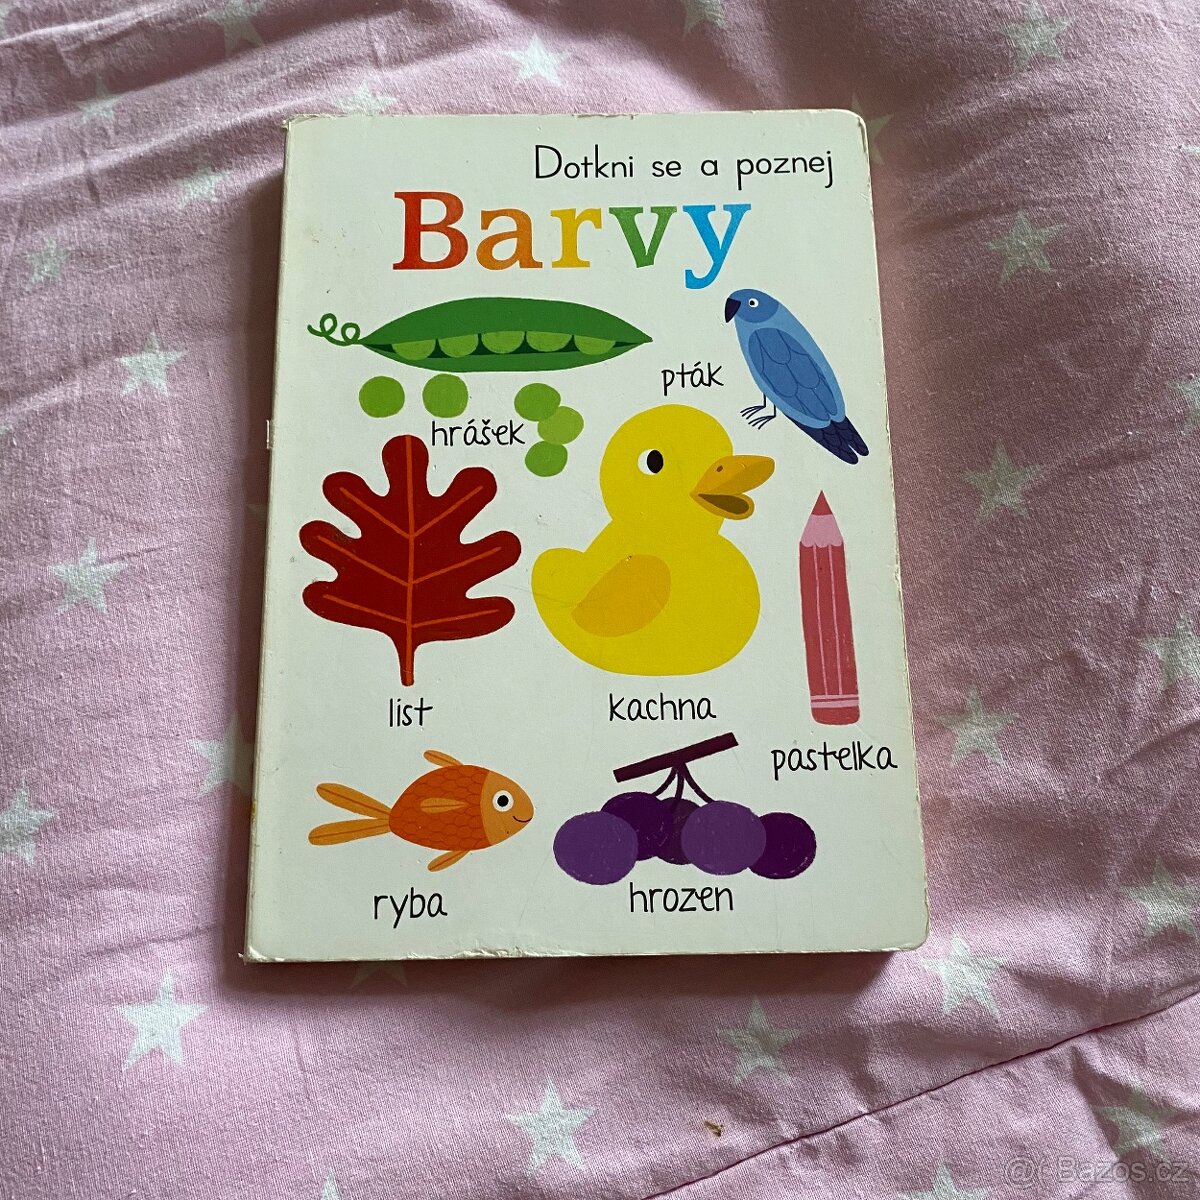 Dotkni se a poznej
Barvy
pták
hrášek
list
kachna
pastelka
ryba
hrozen
@ Bazos.cz